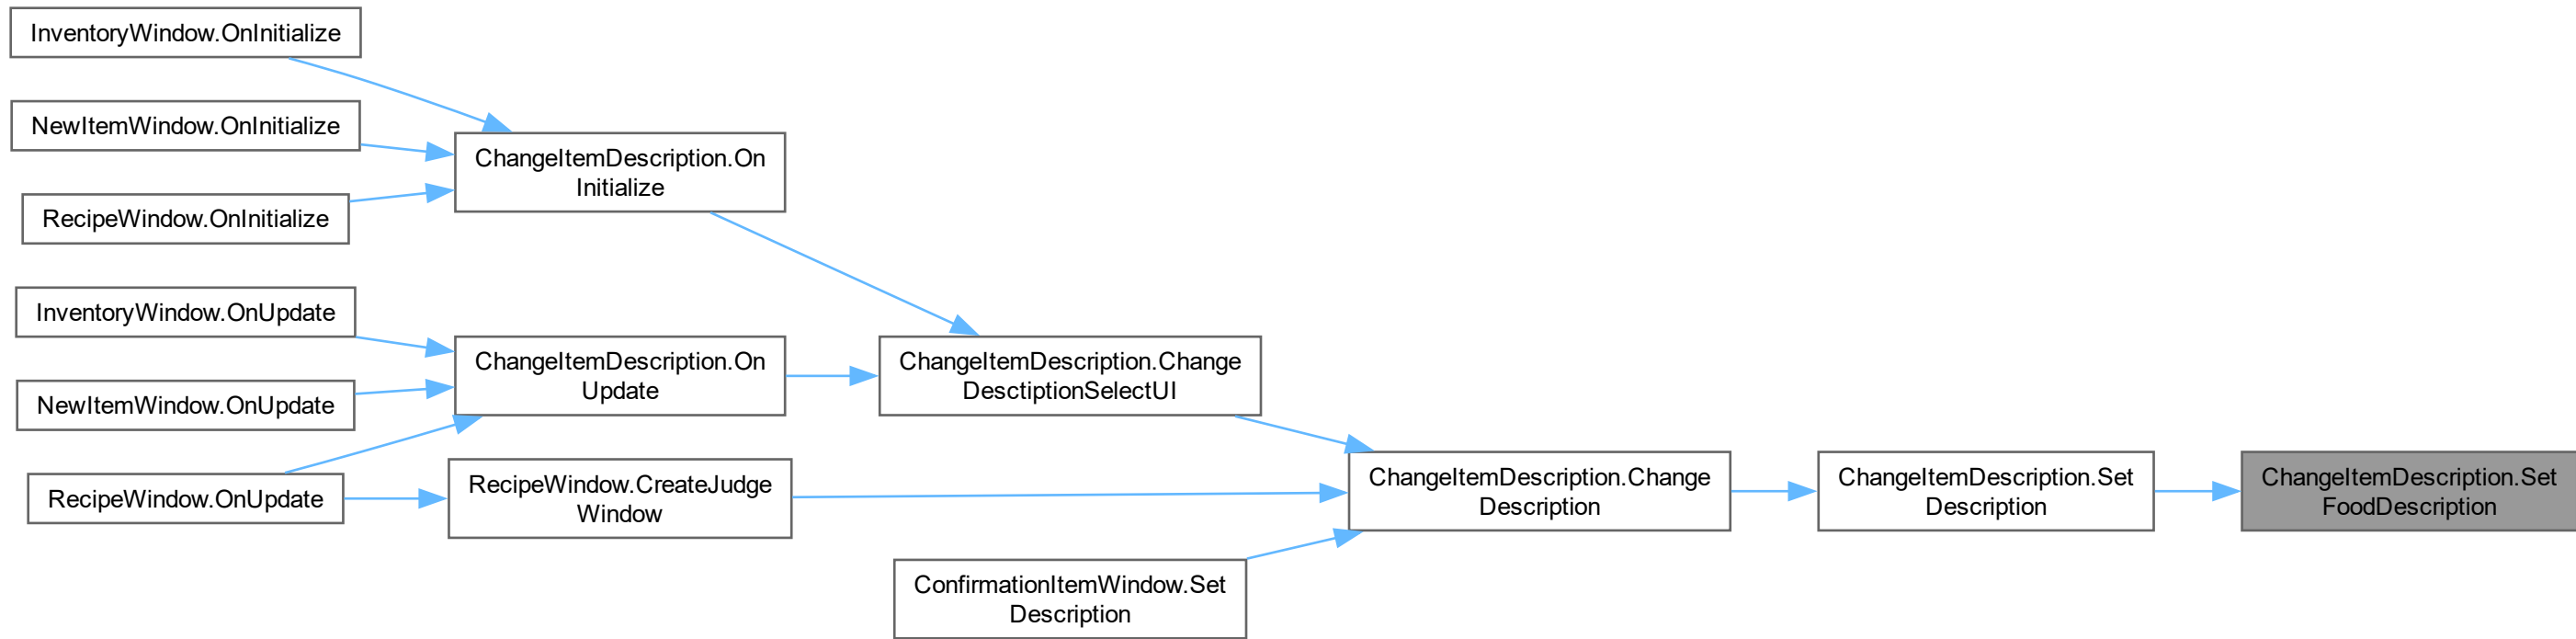 InventoryWindow.OnInitialize
NewItemWindow.OnInitialize
RecipeWindow.OnInitialize
InventoryWindow.OnUpdate
NewItemWindow.OnUpdate
RecipeWindow.OnUpdate
ChangeItemDescription.On
Initialize
ChangeItemDescription.On
Update
RecipeWindow.CreateJudge
Window
ChangeItemDescription.Change
DesctiptionSelectUI
ConfirmationItemWindow.Set
Description
ChangeItemDescription.Change
Description
ChangeItemDescription.Set
Description
ChangeItemDescription.Set
FoodDescription